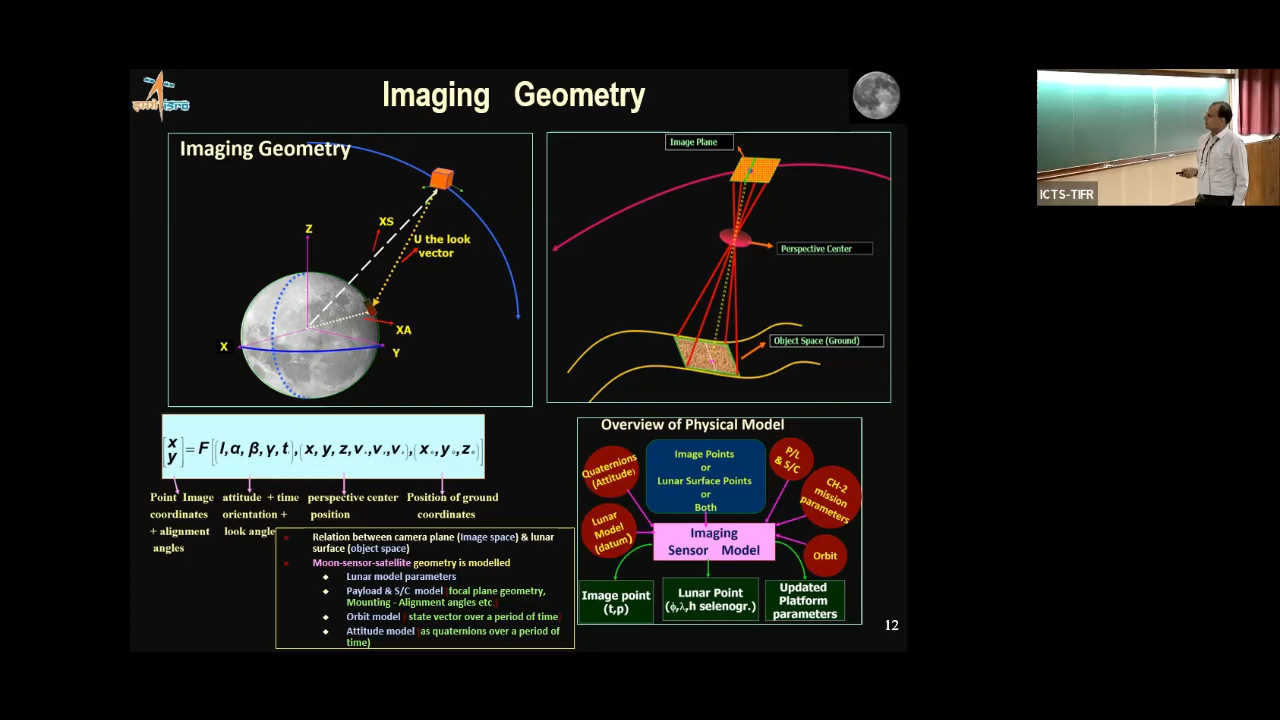 Imaging Geometry
इसरो isro
Imaging Geometry
Z
XS
U the look
vector
XA
X
Y
Image Plane
Perspective Center
Object Space (Ground)
[x y] = F[(l,α,β,γ,t),(x,y,z,v,v,v),(x,y,z)]
Point Image
coordinates
+ alignment
angles
attitude + time
orientation +
look angle
perspective center
position
Position of ground
coordinates
Relation between camera plane (Image space) & lunar
surface (object space)
Moon-sensor-satellite geometry is modelled
Lunar model parameters
Payload & S/C model [focal plane geometry,
Mounting - Alignment angles etc ]
Orbit model [ state vector over a period of time]
Attitude model [as quaternions over a period of
time)
Overview of Physical Model
Quaternions
(Attitude)
Image Points
or
Lunar Surface Points
or
Both
P/L
& S/C
CH-2
mission
parameters
Lunar
Model
(datum)
Imaging
Sensor Model
Orbit
Image point
(t,p)
Lunar Point
(ϕ,λ,h selenogr.)
Updated
Platform
parameters
12
ICTS-TIFR